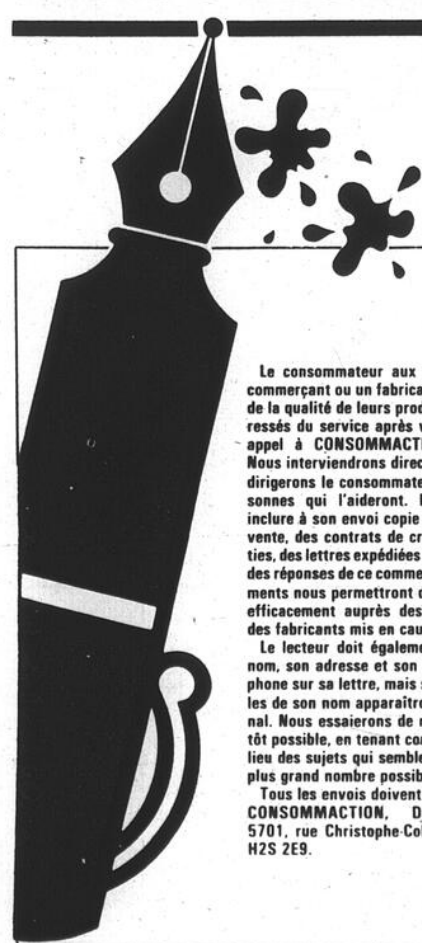 Le consommateur aux
commerçant ou un fabrica
de la qualité de leurs prod
ressés du service après v
appel à CONSOMMACTI
Nous interviendrons direc
dirigerons le consommate
sonnes qui l'aideront. l
inclure à son envoi copie
vente, des contrats de cr
ties, des lettres expédiées
des réponses de ce comme
ments nous permettront d
efficacement auprès des
des fabricants mis en cau
Le lecteur doit égaleme
nom, son adresse et son
phone sur sa lettre, mais s
les de son nom apparaîtro
nal. Nous essaierons de r
tôt possible, en tenant con
lieu des sujets qui semble
plus grand nombre possib
Tous les envois doivent
CONSOMMACTION, D
5701, rue Christophe-Col
H2S 2E9.